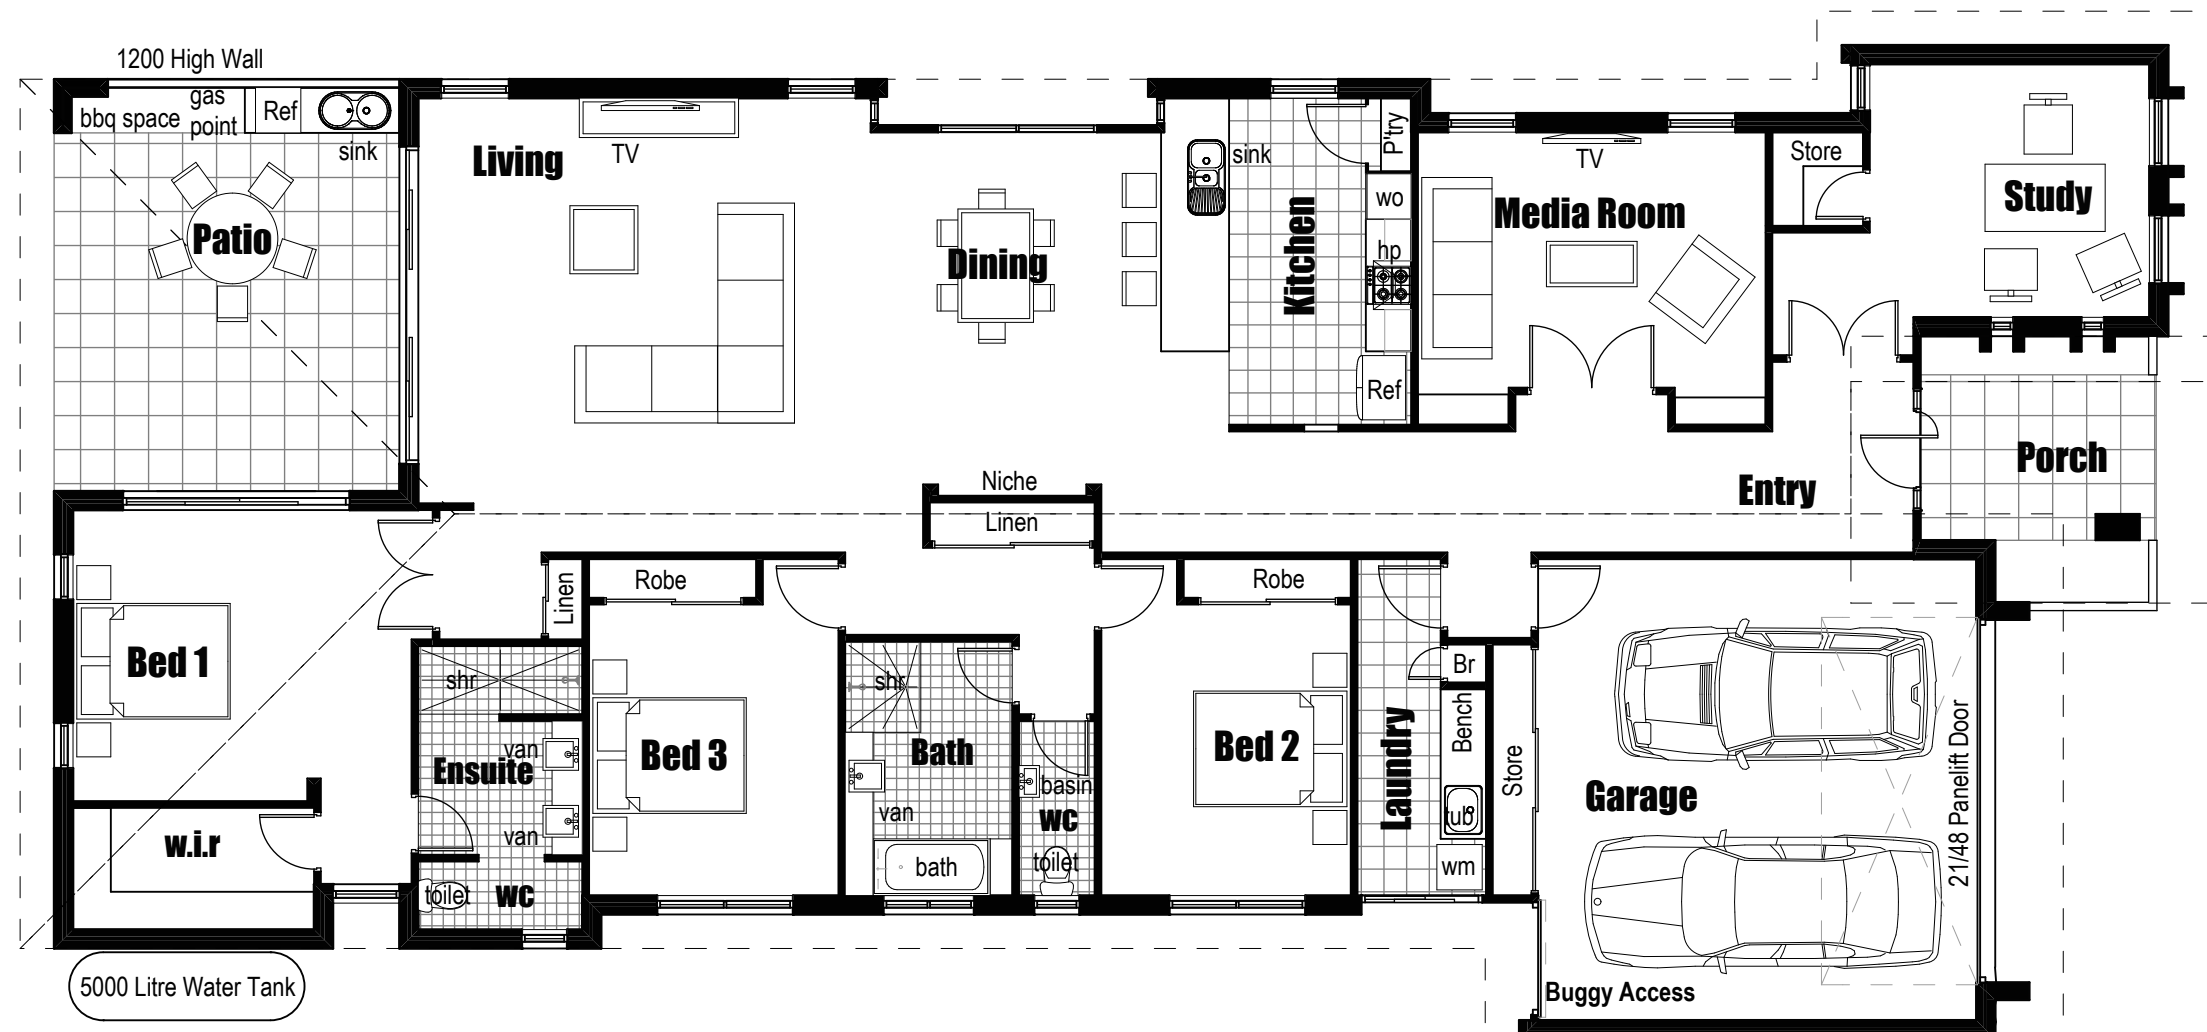 1200 High Wall
bbq space
gas
point
Ref
sink
Patio
Living
TV
Dining
sink
Kitchen
P'try
wo
hp
Ref
Media Room
TV
Store
Study
Porch
Entry
Niche
Linen
Bed 1
Linen
Robe
Bed 3
shr
van
Ensuite
van
toilet
wc
w.i.r
shr
Bath
van
bath
basin
wc
toilet
Robe
Bed 2
Laundry
Br
Bench
tub
wm
Store
Garage
21/48 Panelift Door
Buggy Access
5000 Litre Water Tank